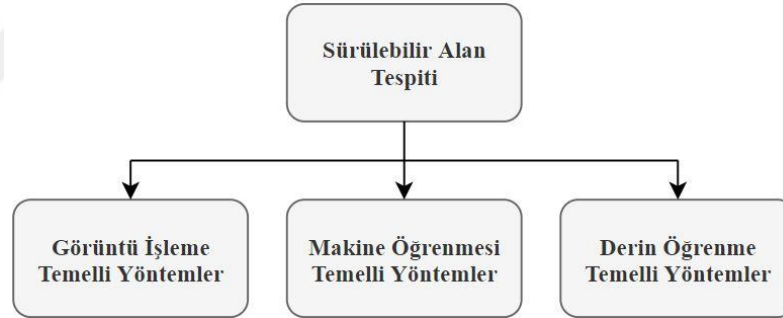 Sürülebilir Alan
Tespiti
Görüntü İşleme
Temelli Yöntemler
Makine Öğrenmesi
Temelli Yöntemler
Derin Öğrenme
Temelli Yöntemler